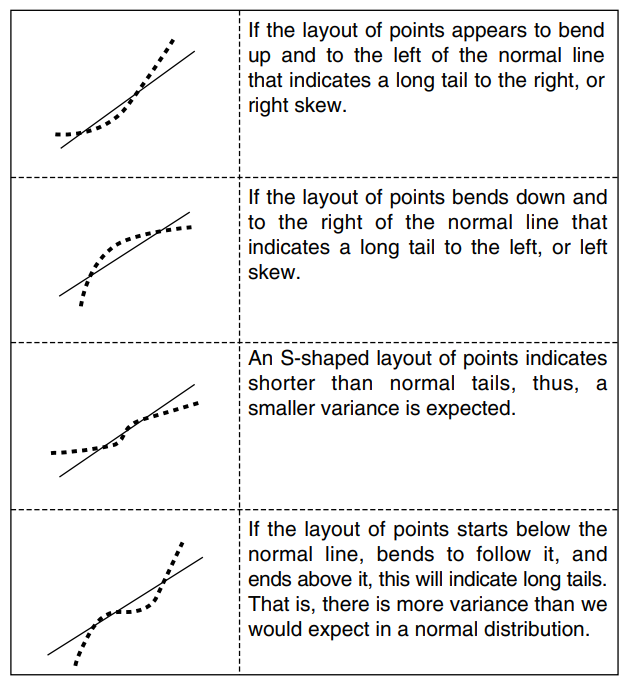 If the layout of points appears to bend
up and to the left of the normal line
that indicates a long tail to the right, or
right skew.
If the layout of points bends down and
to the right of the normal line that
indicates a long tail to the left, or left
skew.
An S-shaped layout of points indicates
shorter than normal tails, thus, a
smaller variance is expected.
If the layout of points starts below the
normal line, bends to follow it, and
ends above it, this will indicate long tails.
That is, there is more variance than we
would expect in a normal distribution.